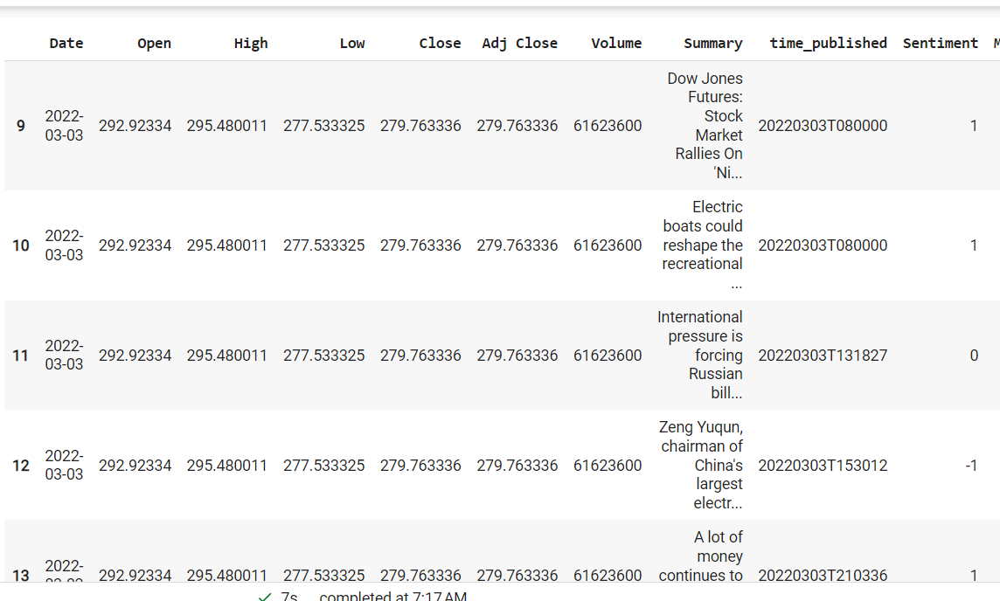 Date Open High Low Close Adj Close Volume Summary time_published Sentiment
9 2022-03-03 292.92334 295.480011 277.533325 279.763336 279.763336 61623600 Dow Jones Futures: Stock Market Rallies On 'Ni... 20220303T080000 1
10 2022-03-03 292.92334 295.480011 277.533325 279.763336 279.763336 61623600 Electric boats could reshape the recreational ... 20220303T080000 1
11 2022-03-03 292.92334 295.480011 277.533325 279.763336 279.763336 61623600 International pressure is forcing Russian bill... 20220303T131827 0
12 2022-03-03 292.92334 295.480011 277.533325 279.763336 279.763336 61623600 Zeng Yuqun, chairman of China's largest electr... 20220303T153012 -1
13 2022- 292.92334 295.480011 277.533325 279.763336 279.763336 61623600 A lot of money continues to 20220303T210336 1
7s completed at 7:17 AM